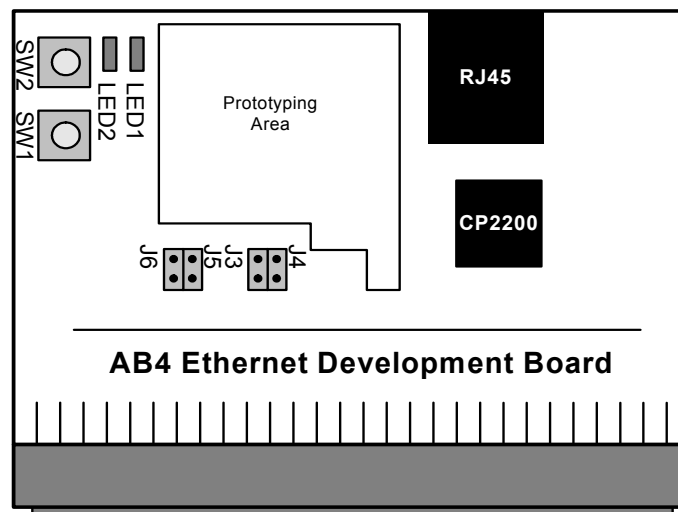 SW2
SW1
LED2
LED1
Prototyping
Area
RJ45
CP2200
J6
J5
J3
J4
AB4 Ethernet Development Board